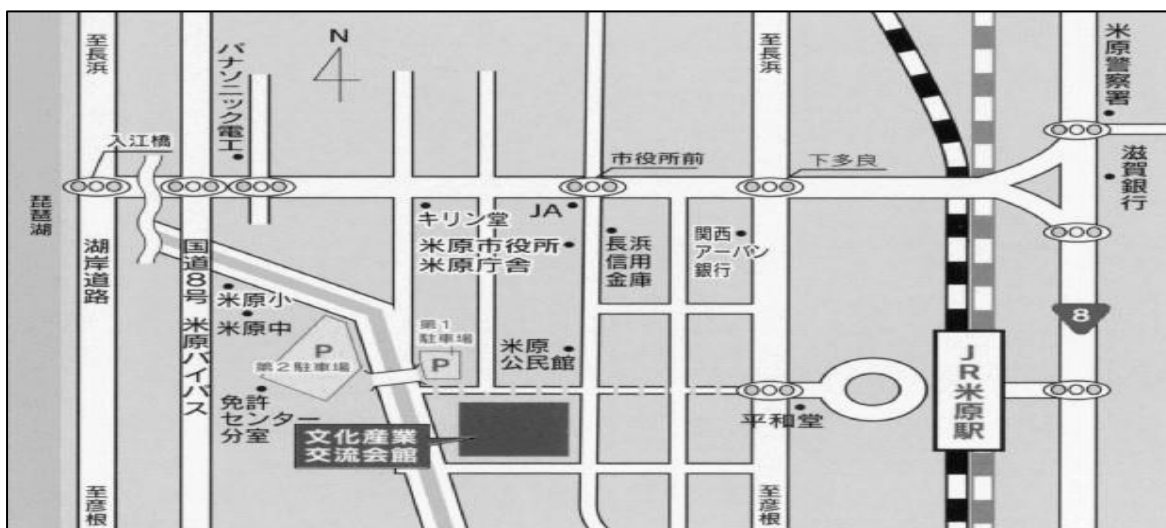 至長浜
入江橋
琵琶湖
湖岸道路
至彦根
国道8号 米原バイパス
パナソニック電工
N
キリン堂
JA
米原市役所
米原庁舎
市役所前
長浜
信用
金庫
関西
アーバン
銀行
至長浜
下多良
米原警察署
滋賀銀行
8
米原小
米原中
P
第2駐車場
免許
センター
分室
第1
駐車場
P
米原
公民館
文化産業
交流会館
平和堂
至彦根
JR米原駅